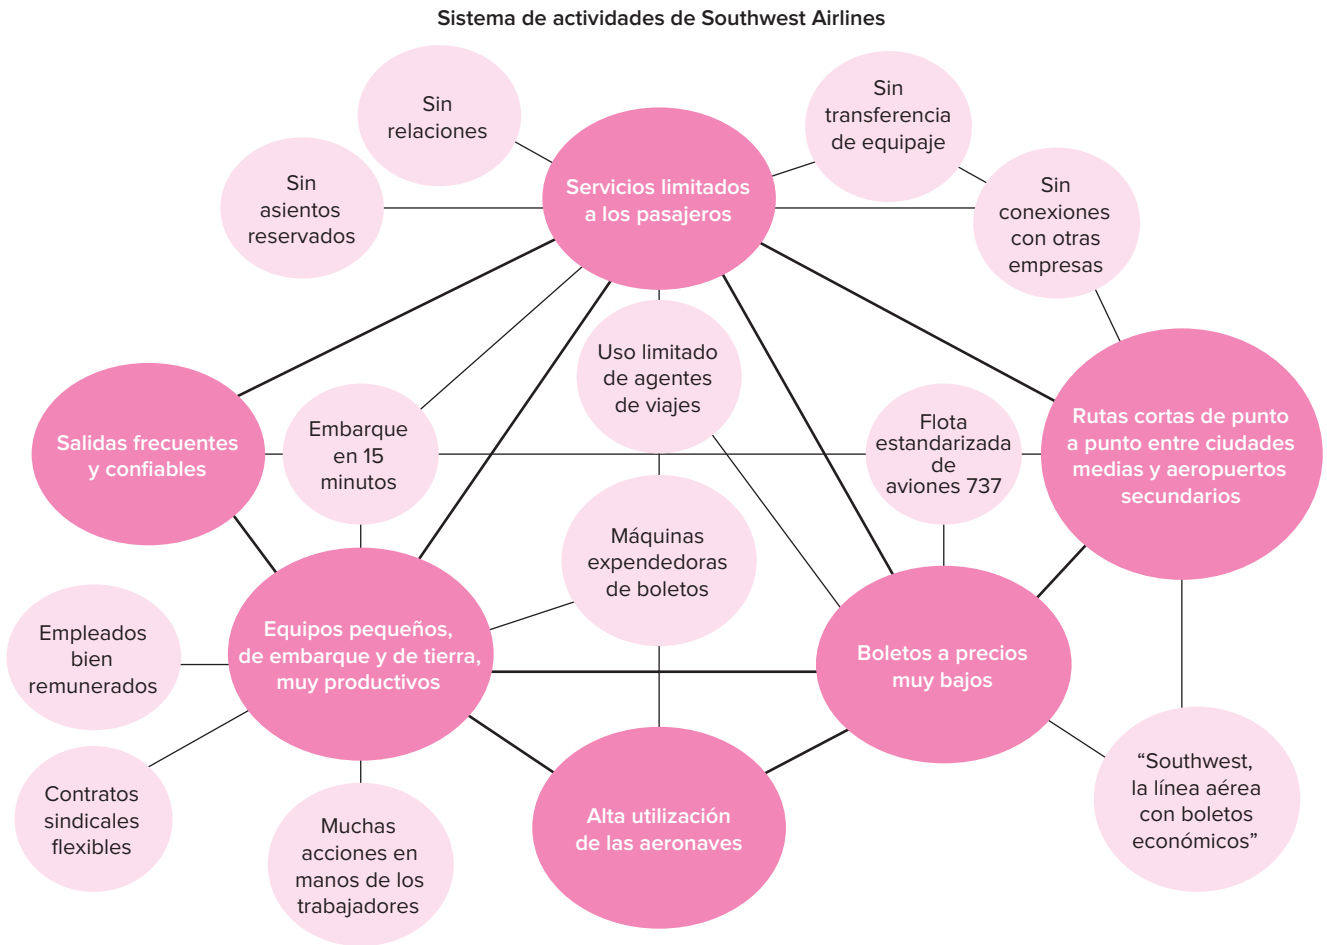 Sistema de actividades de Southwest Airlines
Sin
relaciones
Sin
transferencia
de equipaje
Sin
asientos
reservados
Servicios limitados
a los pasajeros
Sin
conexiones
con otras
empresas
Uso limitado
de agentes
de viajes
Salidas frecuentes
y confiables
Embarque
en 15
minutos
Flota
estandarizada
de
aviones 737
Rutas cortas de punto
a punto entre ciudades
medias y aeropuertos
secundarios
Máquinas
expendedoras
de boletos
Empleados
bien
remunerados
Equipos pequeños,
de embarque y de tierra,
muy productivos
Boletos a precios
muy bajos
Contratos
sindicales
flexibles
Muchas
acciones en
manos de los
trabajadores
Alta utilización
de las aeronaves
“Southwest,
la línea aérea
con boletos
económicos”